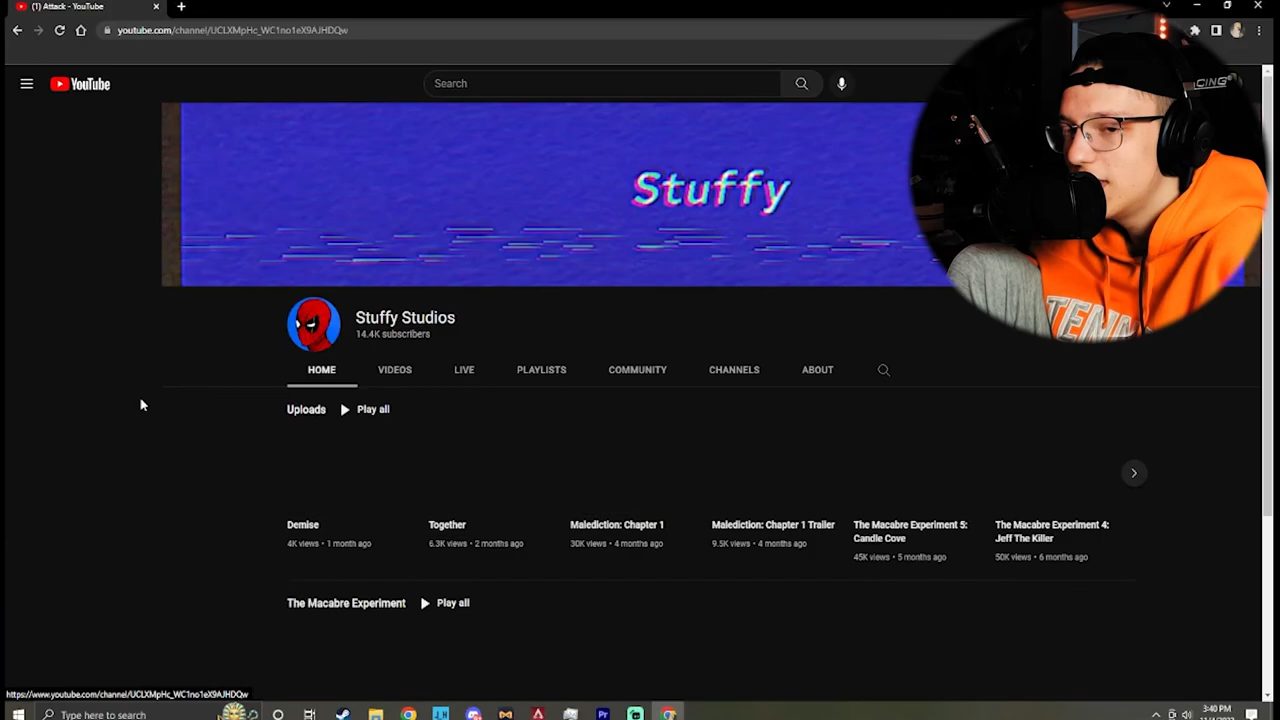 (1) Attack - YouTube
youtube.com/channel/UCLXMpHc_WC1no1eX9AJHDQw
YouTube
Search
CING
Stuffy
TENN
Stuffy Studios
14.4K subscribers
HOME VIDEOS LIVE PLAYLISTS COMMUNITY CHANNELS ABOUT
Uploads Play all
Demise
4K views • 1 month ago
Together
6.3K views • 2 months ago
Malediction: Chapter 1
30K views • 4 months ago
Malediction: Chapter 1 Trailer
9.5K views • 4 months ago
The Macabre Experiment 5:
Candle Cove
45K views • 5 months ago
The Macabre Experiment 4:
Jeff The Killer
50K views • 6 months ago
The Macabre Experiment Play all
https://www.youtube.com/channel/UCLXMpHc_WC1no1eX9AJHDQw
Type here to search
Pr
3:40 PM